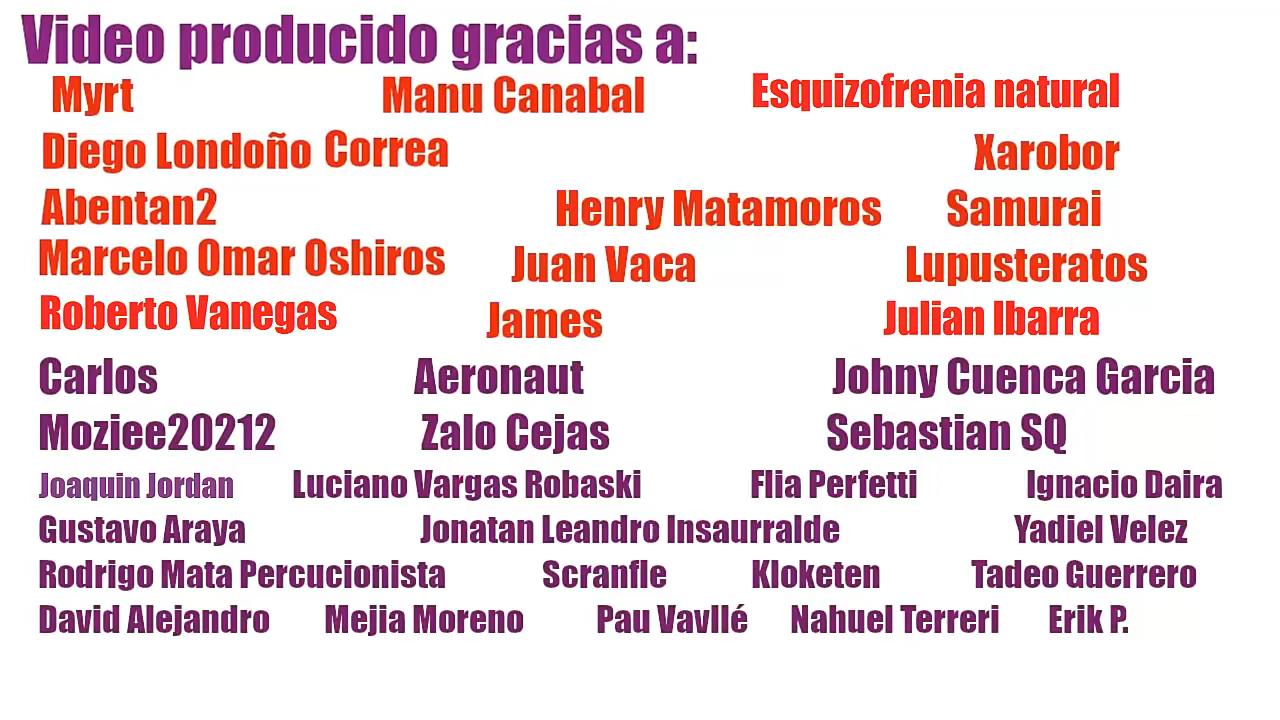 Video producido gracias a:
Myrt Manu Canabal Esquizofrenia natural
Diego Londoño Correa Xarobor
Abentan2 Henry Matamoros Samurai
Marcelo Omar Oshiros Juan Vaca Lupusteratos
Roberto Vanegas James Julian Ibarra
Carlos Aeronaut Johny Cuenca Garcia
Moziee20212 Zalo Cejas Sebastian SQ
Joaquin Jordan Luciano Vargas Robaski Flia Perfetti Ignacio Daira
Gustavo Araya Jonatan Leandro Insaurralde Yadiel Velez
Rodrigo Mata Percucionista Scranfle Kloketen Tadeo Guerrero
David Alejandro Mejia Moreno Pau Vavllé Nahuel Terreri Erik P.